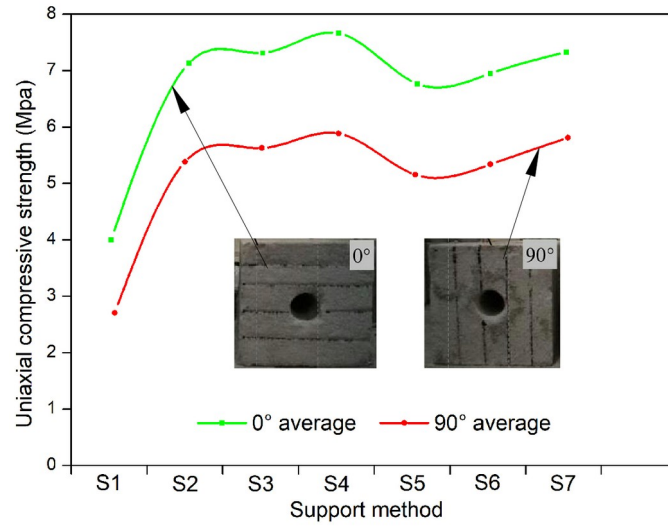 8
7
6
5
4
3
2
1
0
Uniaxial compressive strength (Mpa)
0°
90°
0° average
90° average
S1 S2 S3 S4 S5 S6 S7
Support method